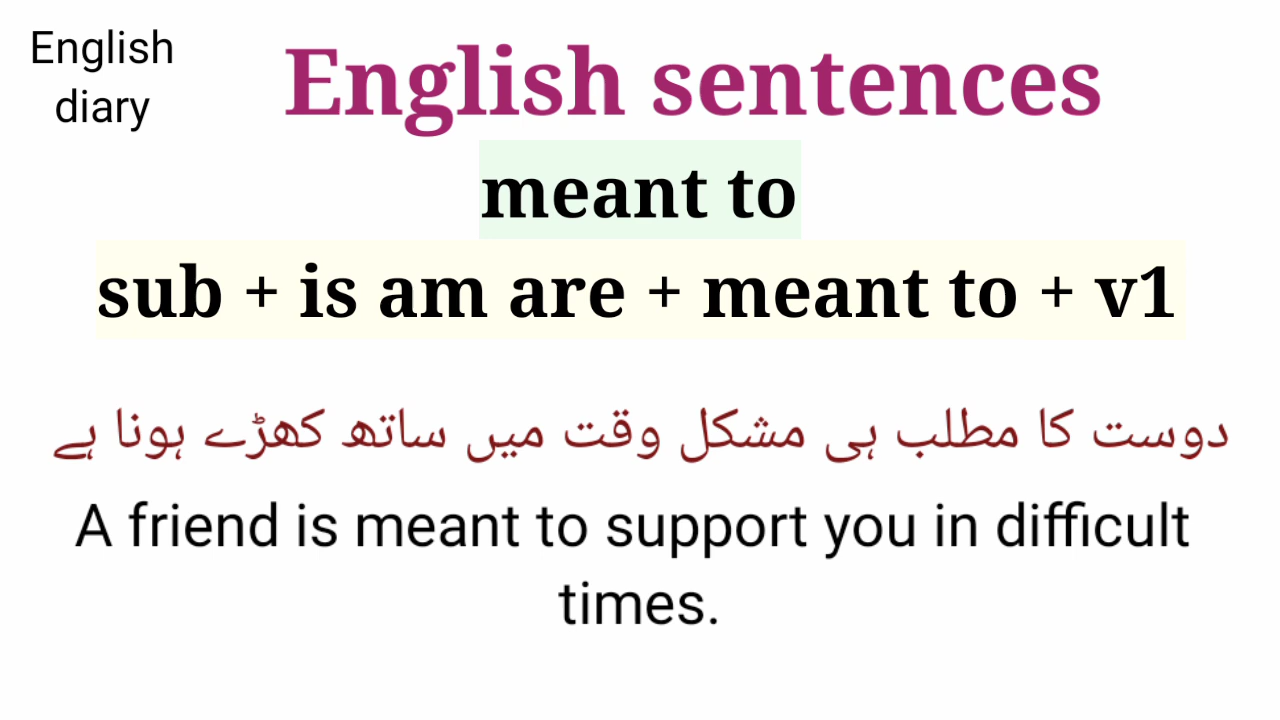 English
diary
English sentences
meant to
sub + is am are + meant to + v1
دوست کا مطلب ہی مشکل وقت میں ساتھ کھڑے ہونا ہے
A friend is meant to support you in difficult
times.